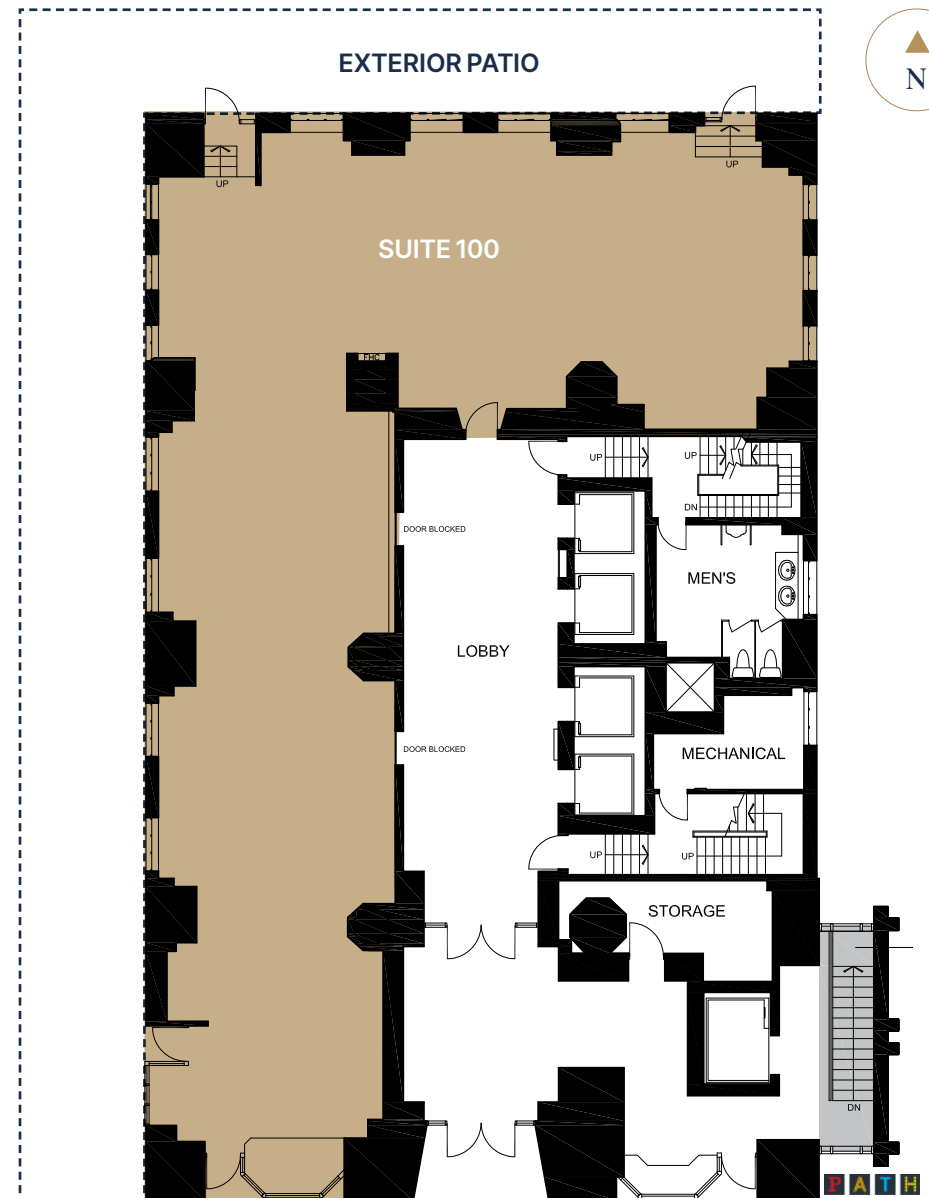 EXTERIOR PATIO
N
UP
UP
SUITE 100
FHC
UP
UP
DN
DOOR BLOCKED
MEN'S
LOBBY
DOOR BLOCKED
MECHANICAL
UP
UP
STORAGE
DN
PATH